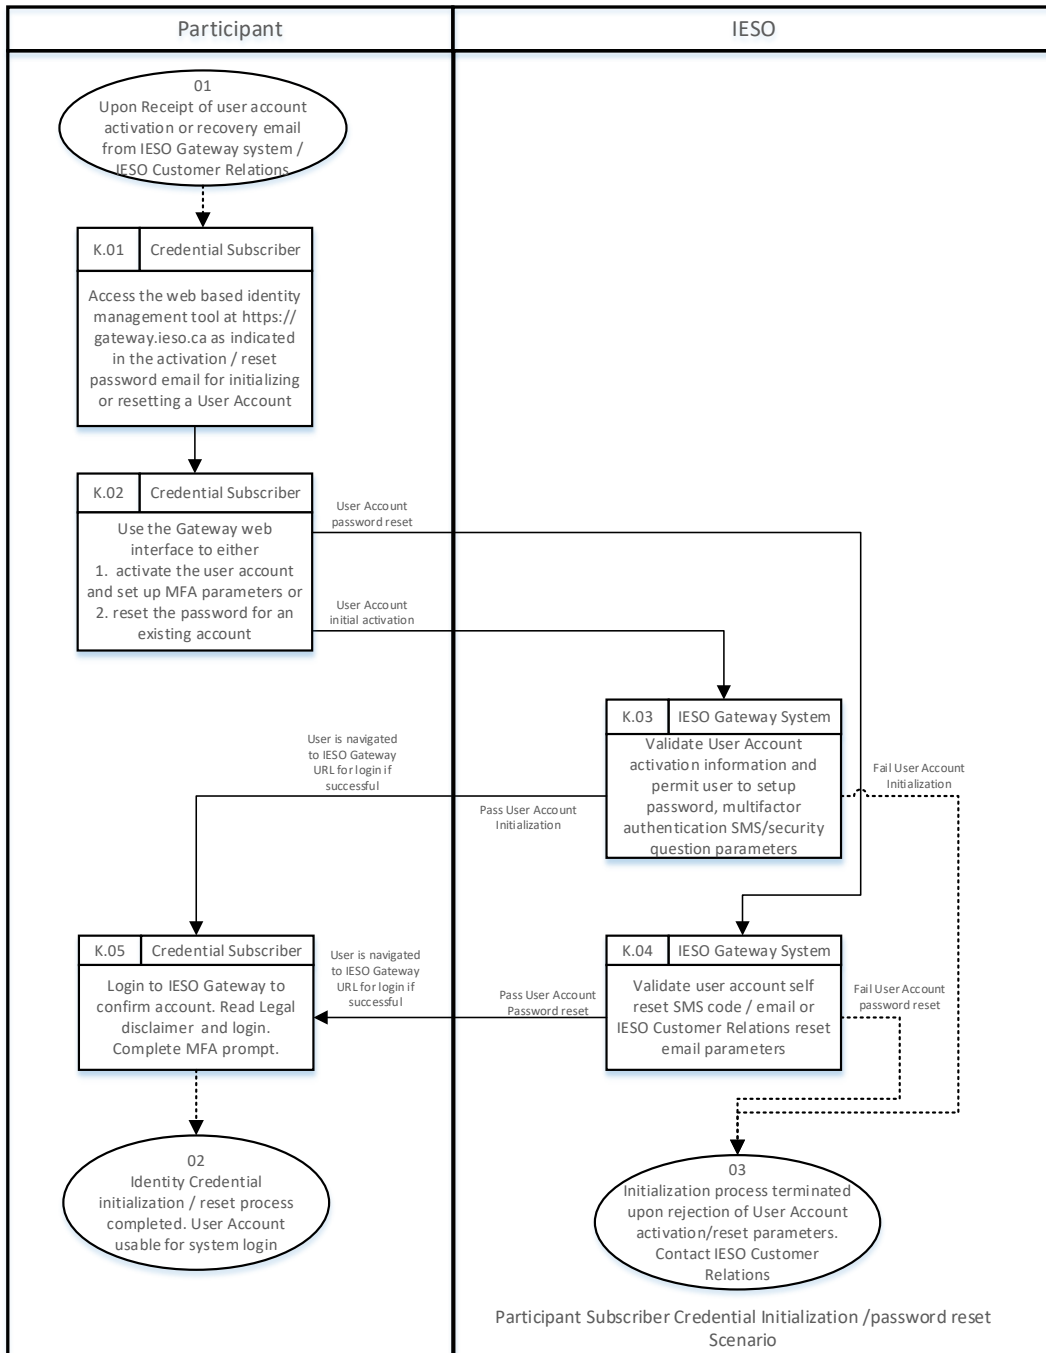 Participant
IESO
01
Upon Receipt of user account
activation or recovery email
from IESO Gateway system /
IESO Customer Relations
K.01
Credential Subscriber
Access the web based identity
management tool at https://
gateway.ieso.ca as indicated
in the activation / reset
password email for initializing
or resetting a User Account
K.02
Credential Subscriber
Use the Gateway web
interface to either
1. activate the user account
and set up MFA parameters or
2. reset the password for an
existing account
User Account
password reset
User Account
initial activation
K.03
IESO Gateway System
Validate User Account
activation information and
permit user to setup
password, multifactor
authentication SMS/security
question parameters
User is navigated
to IESO Gateway
URL for login if
successful
Pass User Account
Initialization
Fail User Account
Initialization
K.05
Credential Subscriber
Login to IESO Gateway to
confirm account. Read Legal
disclaimer and login.
Complete MFA prompt.
User is navigated
to IESO Gateway
URL for login if
successful
Pass User Account
Password reset
K.04
IESO Gateway System
Validate user account self
reset SMS code / email or
IESO Customer Relations reset
email parameters
Fail User Account
password reset
02
Identity Credential
initialization / reset process
completed. User Account
usable for system login
03
Initialization process terminated
upon rejection of User Account
activation/reset parameters.
Contact IESO Customer
Relations
Participant Subscriber Credential Initialization /password reset
Scenario